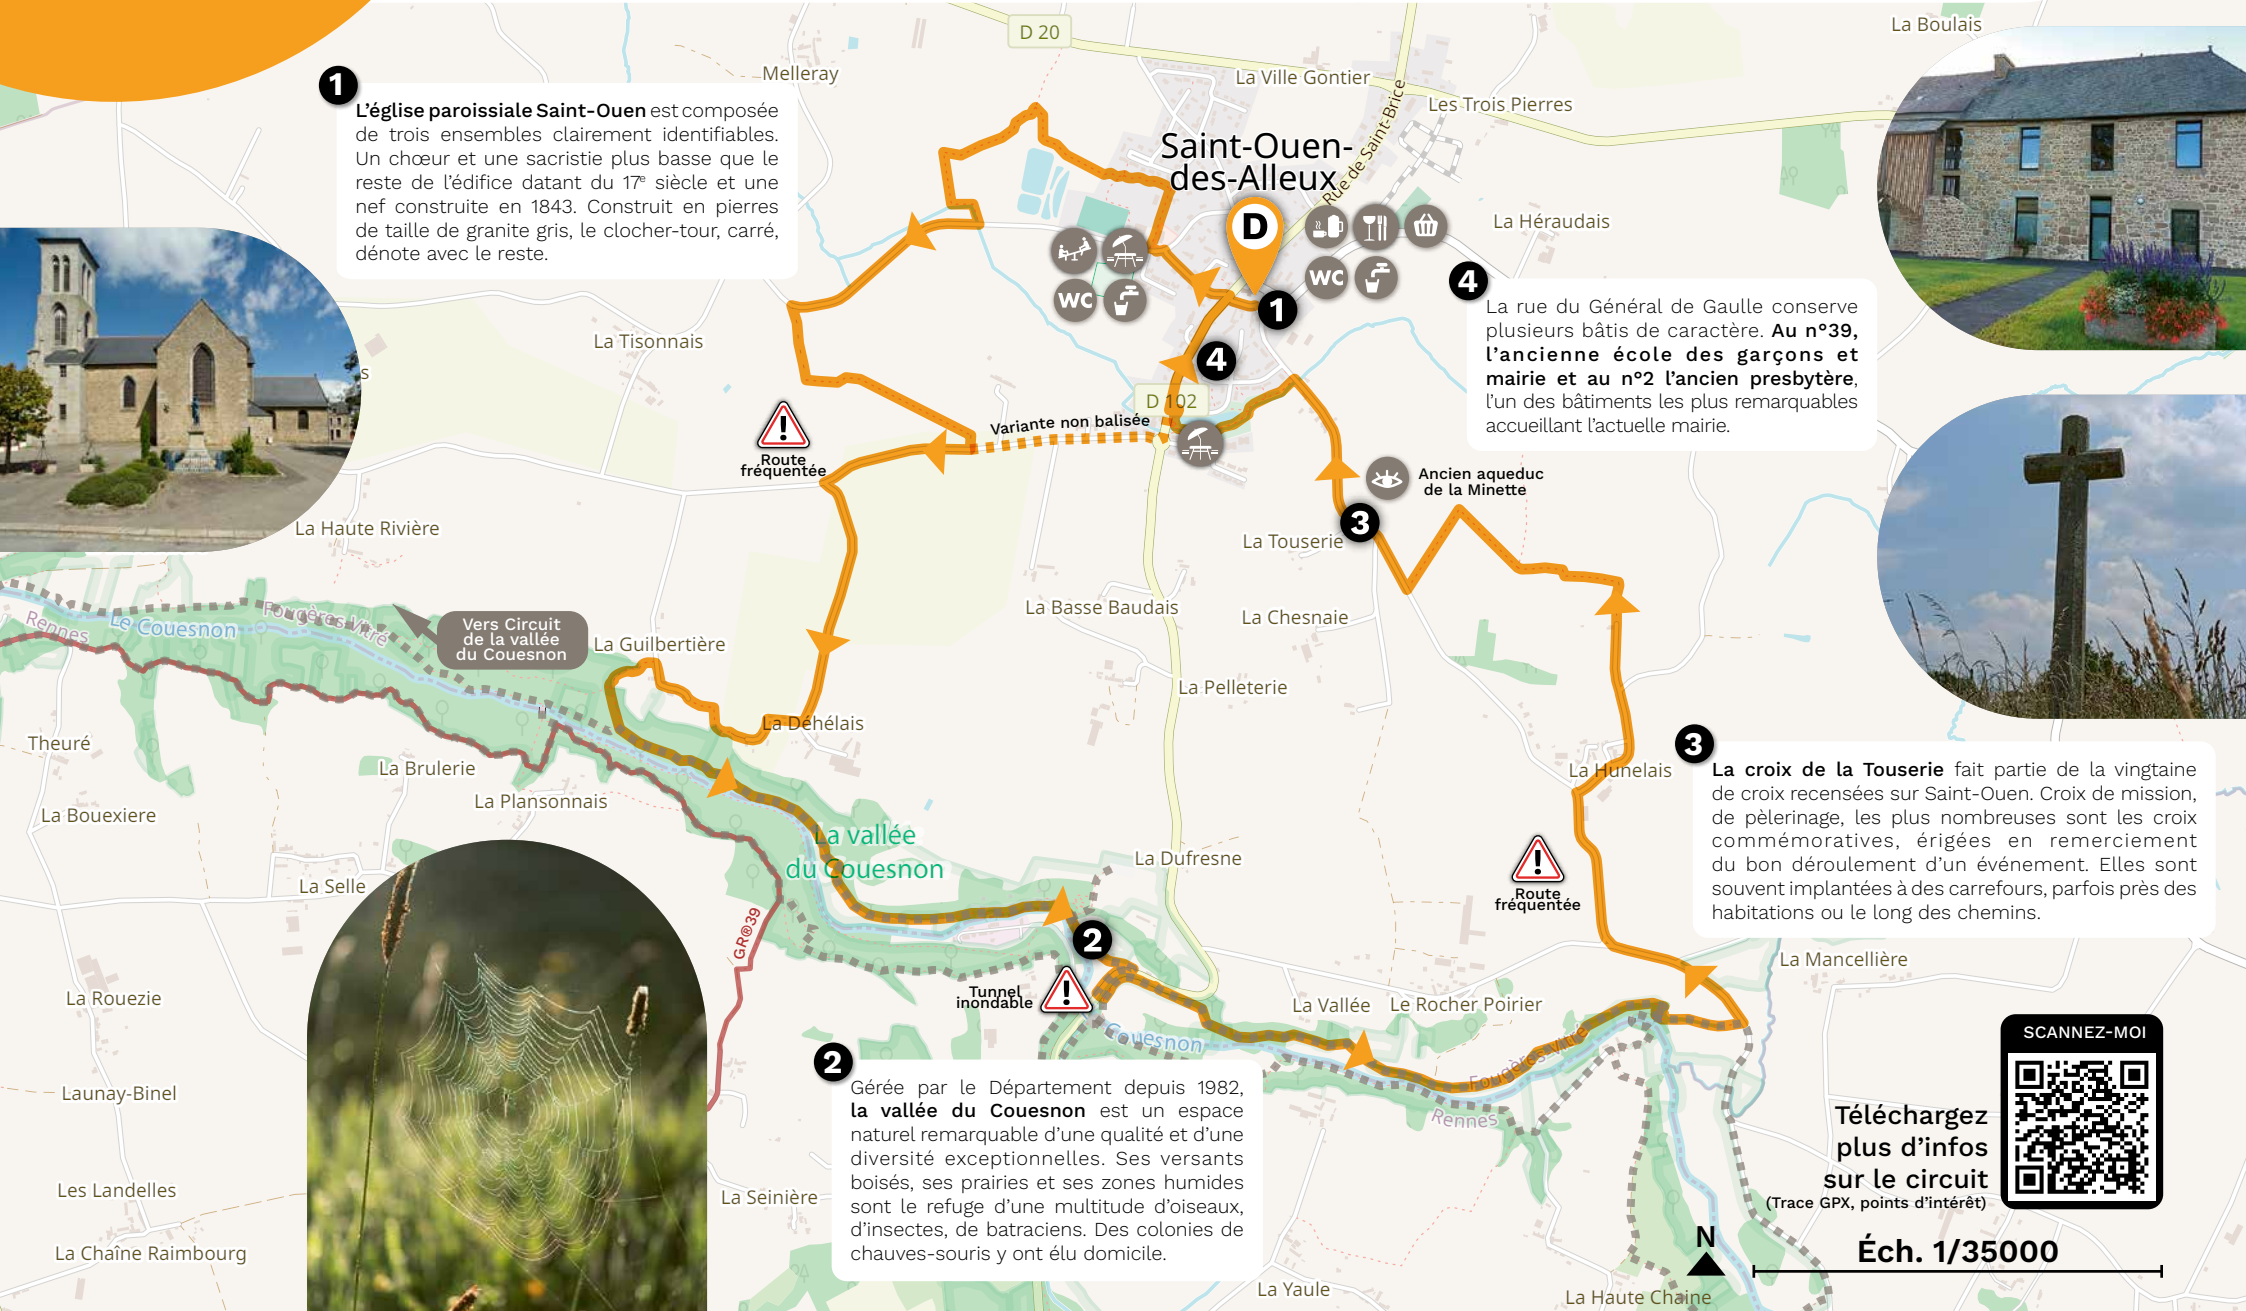 D 20
La Boulais
Melleray
La Ville Gontier
Les Trois Pierres
Rue de Saint-Brice
Saint-Ouen-
des-Alleux
D
La Héraudais
WC
WC
1
L'église paroissiale Saint-Ouen est composée
de trois ensembles clairement identifiables.
Un chœur et une sacristie plus basse que le
reste de l'édifice datant du 17e siècle et une
nef construite en 1843. Construit en pierres
de taille de granite gris, le clocher-tour, carré,
dénote avec le reste.
1
4
La rue du Général de Gaulle conserve
plusieurs bâtis de caractère. Au n°39,
l'ancienne école des garçons et
mairie et au n°2 l'ancien presbytère,
l'un des bâtiments les plus remarquables
accueillant l'actuelle mairie.
La Tisonnais
s
4
D 102
Variante non balisée
Route
fréquentée
Ancien aqueduc
de la Minette
3
La Haute Rivière
La Touserie
Rennes
Le Couesnon
Fougères-Vitré
Vers Circuit
de la vallée
du Couesnon
La Guilbertière
La Basse Baudais
La Chesnaie
La Pelleterie
La Déhélais
Theuré
La Brulerie
La Plansonnais
La Bouexiere
La Hunelais
3
La croix de la Touserie fait partie de la vingtaine
de croix recensées sur Saint-Ouen. Croix de mission,
de pèlerinage, les plus nombreuses sont les croix
commémoratives, érigées en remerciement
du bon déroulement d'un événement. Elles sont
souvent implantées à des carrefours, parfois près des
habitations ou le long des chemins.
La vallée
du Couesnon
La Dufresne
La Selle
Route
fréquentée
GR®39
2
La Mancellière
La Rouezie
Tunnel
inondable
La Vallée
Le Rocher Poirier
Couesnon
Fougères-Vitré
Rennes
2
Gérée par le Département depuis 1982,
la vallée du Couesnon est un espace
naturel remarquable d'une qualité et d'une
diversité exceptionnelles. Ses versants
boisés, ses prairies et ses zones humides
sont le refuge d'une multitude d'oiseaux,
d'insectes, de batraciens. Des colonies de
chauves-souris y ont élu domicile.
Launay-Binel
Les Landelles
La Seinière
La Chaîne Raimbourg
La Yaule
La Haute Chaine
SCANNEZ-MOI
Téléchargez
plus d'infos
sur le circuit
(Trace GPX, points d'intérêt)
N
Éch. 1/35000